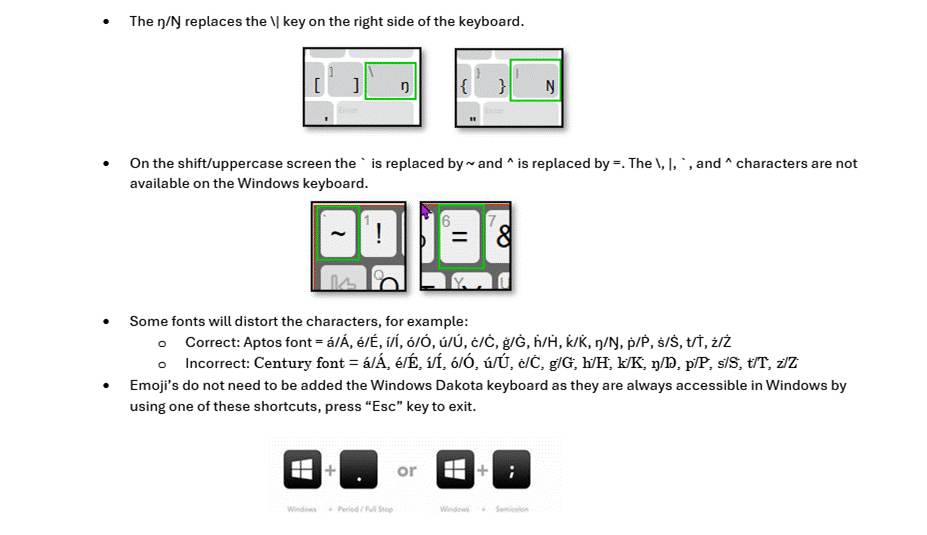 • The ŋ/Ŋ replaces the \| key on the right side of the keyboard.
[ ] ] \ ŋ
Enter
'
{ } } | Ŋ
Enter
"
• On the shift/uppercase screen the ` is replaced by ~ and ^ is replaced by =. The \, |, ` , and ^ characters are not
available on the Windows keyboard.
` ~ 1 !
Q
6 = 7 &
Y U
• Some fonts will distort the characters, for example:
o Correct: Aptos font = á/Á, é/É, í/Í, ó/Ó, ú/Ú, ċ/Ċ, ġ/Ġ, ḣ/Ḣ, k̇/K̇, ŋ/Ŋ, ṗ/Ṗ, ṡ/Ṡ, ṫ/Ṫ, ż/Ż
o Incorrect: Century font = á/Á, é/É, í/Í, ó/Ó, ú/Ú, ċ/Ċ, ġ/Ġ, ḣ/Ḣ, k̇/K̇, ŋ/Ŋ, ṗ/Ṗ, ṡ/Ṡ, ṫ/Ṫ, ż/Ż
• Emoji’s do not need to be added the Windows Dakota keyboard as they are always accessible in Windows by
using one of these shortcuts, press “Esc” key to exit.
+ . or + ;
Windows + Period / Full Stop Windows + Semicolon